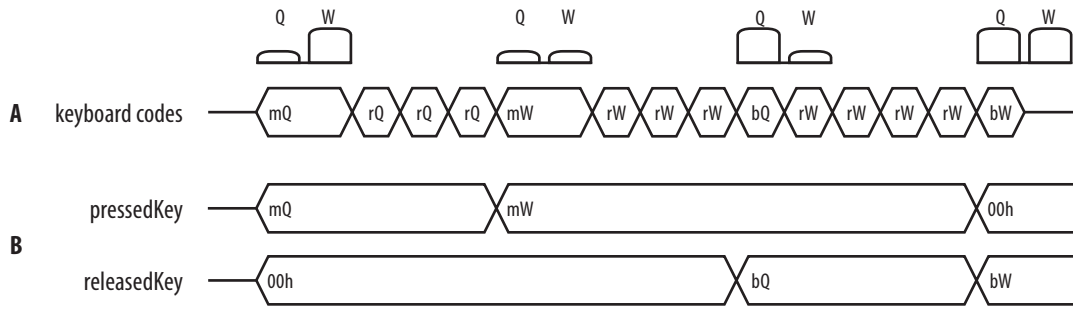 Q W Q W Q W Q W
A keyboard codes mQ rQ rQ rQ mW rW rW rW bQ rW rW rW rW bW
pressedKey mQ mW 00h
B
releasedKey 00h bQ bW